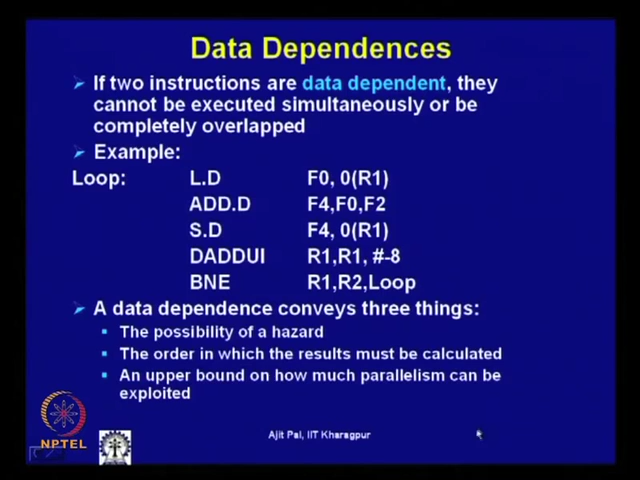 Data Dependences
If two instructions are data dependent, they
cannot be executed simultaneously or be
completely overlapped
Example:
Loop: L.D F0, 0(R1)
ADD.D F4,F0,F2
S.D F4, 0(R1)
DADDUI R1,R1, #-8
BNE R1,R2,Loop
A data dependence conveys three things:
The possibility of a hazard
The order in which the results must be calculated
An upper bound on how much parallelism can be
exploited
Ajit Pal, IIT Kharagpur
NPTEL